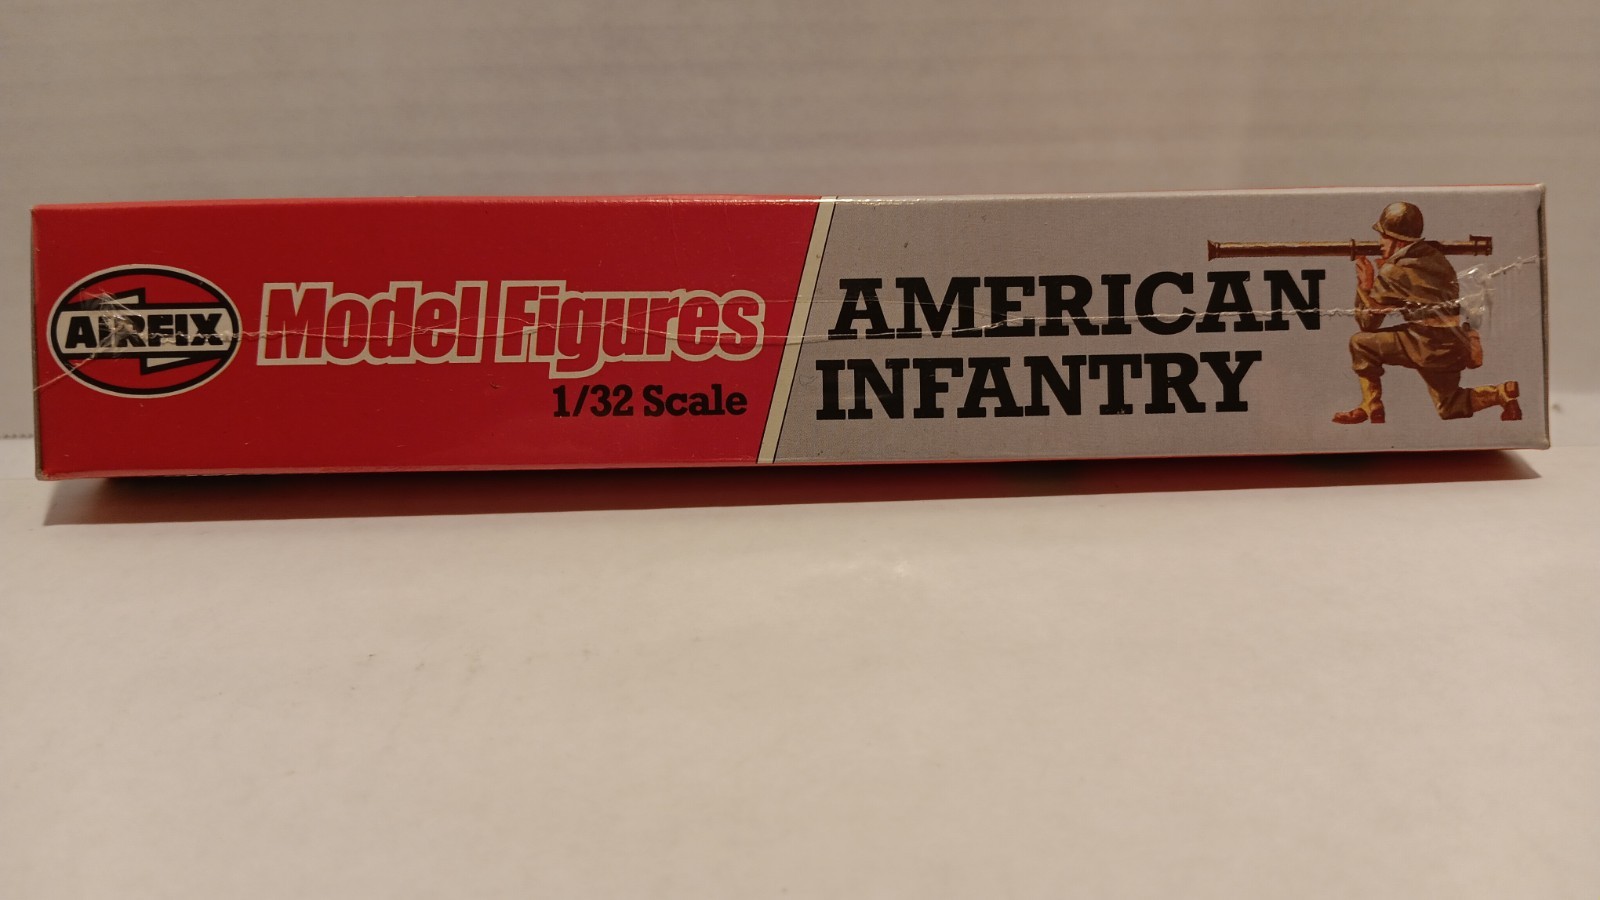 AIRFIX
Model Figures
1/32 Scale
AMERICAN
INFANTRY